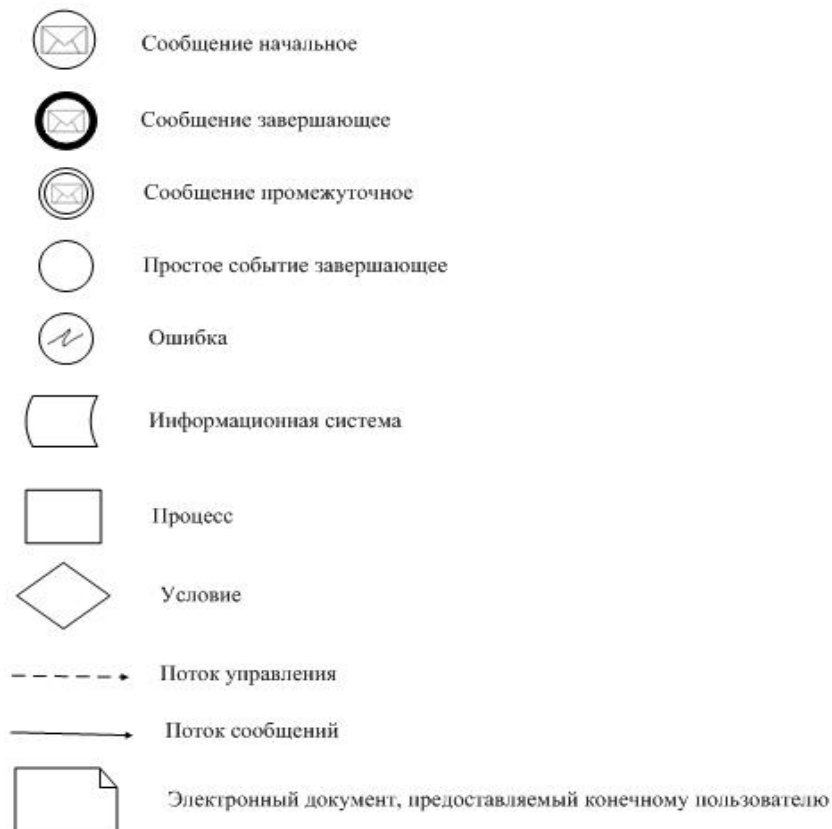 Сообщение начальное
Сообщение завершающее
Сообщение промежуточное
Простое событие завершающее
Ошибка
Информационная система
Процесс
Условие
Поток управления
Поток сообщений
Электронный документ, предоставляемый конечному пользователю